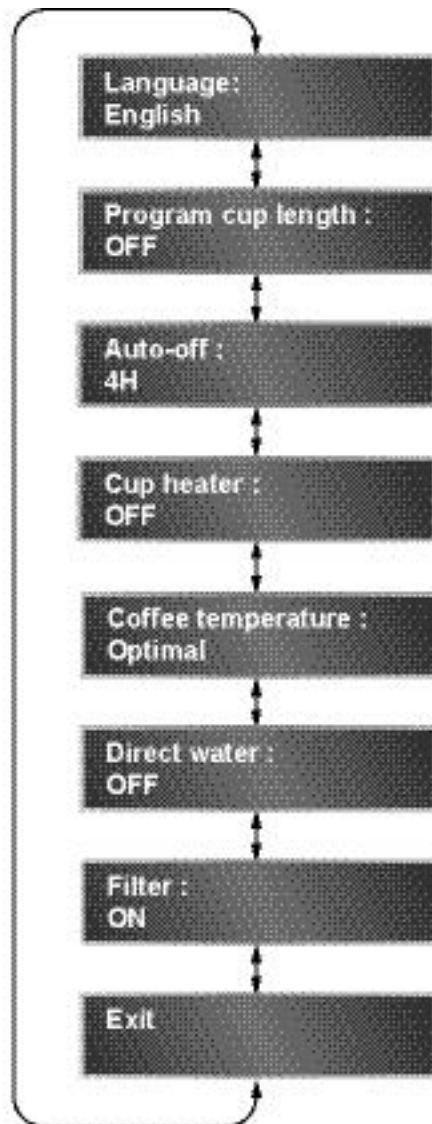 Language:
English
Program cup length :
OFF
Auto-off :
4H
Cup heater :
OFF
Coffee temperature :
Optimal
Direct water :
OFF
Filter :
ON
Exit